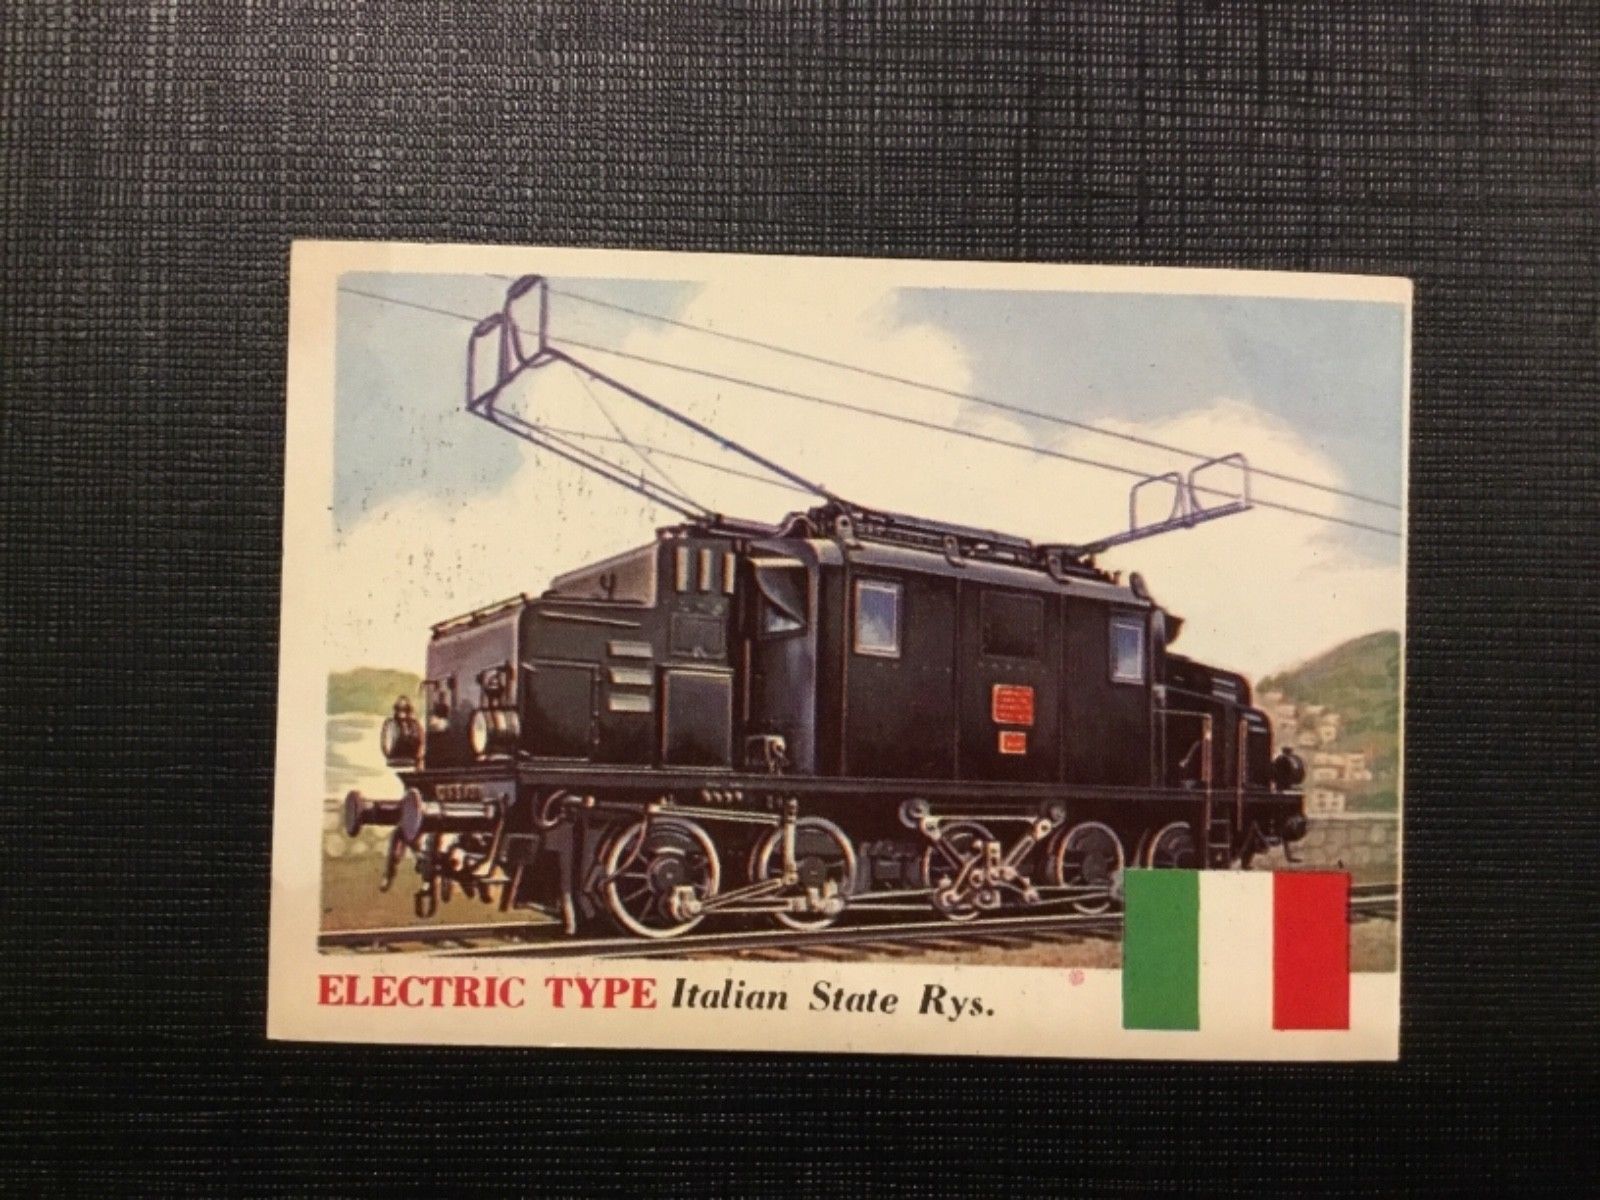 ELECTRIC TYPE Italian State Rys.